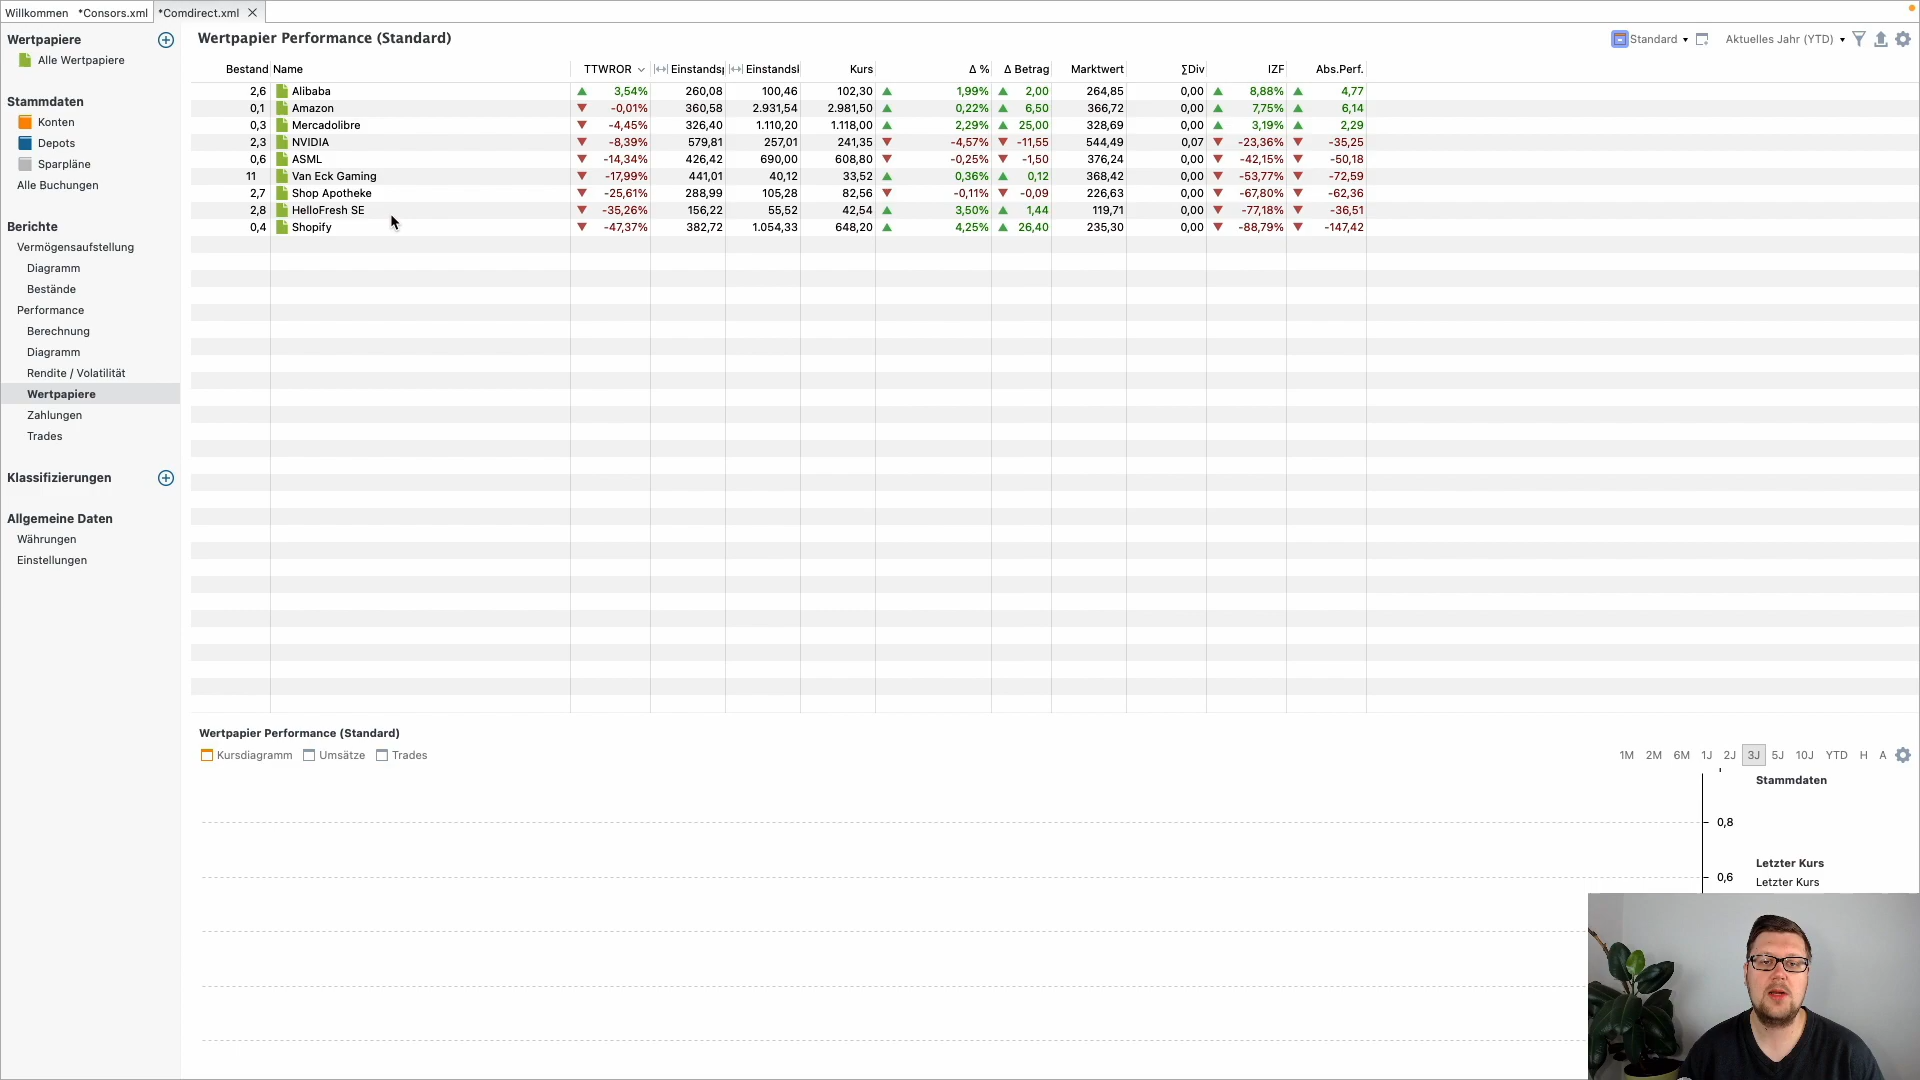 Willkommen *Consors.xml *Comdirect.xml
Wertpapiere
Alle Wertpapiere
Stammdaten
Konten
Depots
Sparpläne
Alle Buchungen
Berichte
Vermögensaufstellung
Diagramm
Bestände
Performance
Berechnung
Diagramm
Rendite / Volatilität
Wertpapiere
Zahlungen
Trades
Klassifizierungen
Allgemeine Daten
Währungen
Einstellungen
Wertpapier Performance (Standard)
Standard Aktuelles Jahr (YTD)
Bestand Name TTWROR Einstandsp Einstandsk Kurs Δ % Δ Betrag Marktwert ∑Div IZF Abs.Perf.
2,6 Alibaba 3,54% 260,08 100,46 102,30 1,99% 2,00 264,85 0,00 8,88% 4,77
0,1 Amazon -0,01% 360,58 2.931,54 2.981,50 0,22% 6,50 366,72 0,00 7,75% 6,14
0,3 Mercadolibre -4,45% 326,40 1.110,20 1.118,00 2,29% 25,00 328,69 0,00 3,19% 2,29
2,3 NVIDIA -8,39% 579,81 257,01 241,35 -4,57% -11,55 544,49 0,07 -23,36% -35,25
0,6 ASML -14,34% 426,42 690,00 608,80 -0,25% -1,50 376,24 0,00 -42,15% -50,18
11 Van Eck Gaming -17,99% 441,01 40,12 33,52 0,36% 0,12 368,42 0,00 -53,77% -72,59
2,7 Shop Apotheke -25,61% 288,99 105,28 82,56 -0,11% -0,09 226,63 0,00 -67,80% -62,36
2,8 HelloFresh SE -35,26% 156,22 55,52 42,54 3,50% 1,44 119,71 0,00 -77,18% -36,51
0,4 Shopify -47,37% 382,72 1.054,33 648,20 4,25% 26,40 235,30 0,00 -88,79% -147,42
Wertpapier Performance (Standard)
Kursdiagramm Umsätze Trades
1M 2M 6M 1J 2J 3J 5J 10J YTD H A
Stammdaten
0,8
Letzter Kurs
0,6
Letzter Kurs